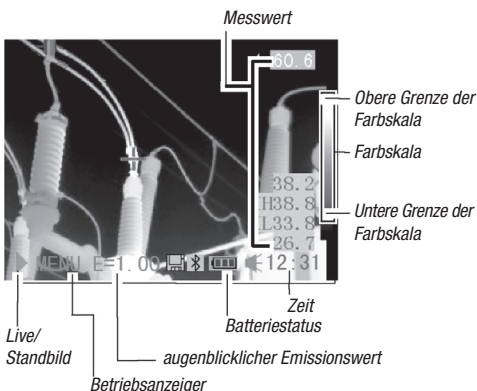 Messwert
60.6
Obere Grenze der
Farbskala
Farbskala
38.2
H38.8
L33.8
26.7
Untere Grenze der
Farbskala
MENU E=1.00 12:31
Zeit
Batteriestatus
Live/
Standbild
augenblicklicher Emissionswert
Betriebsanzeiger